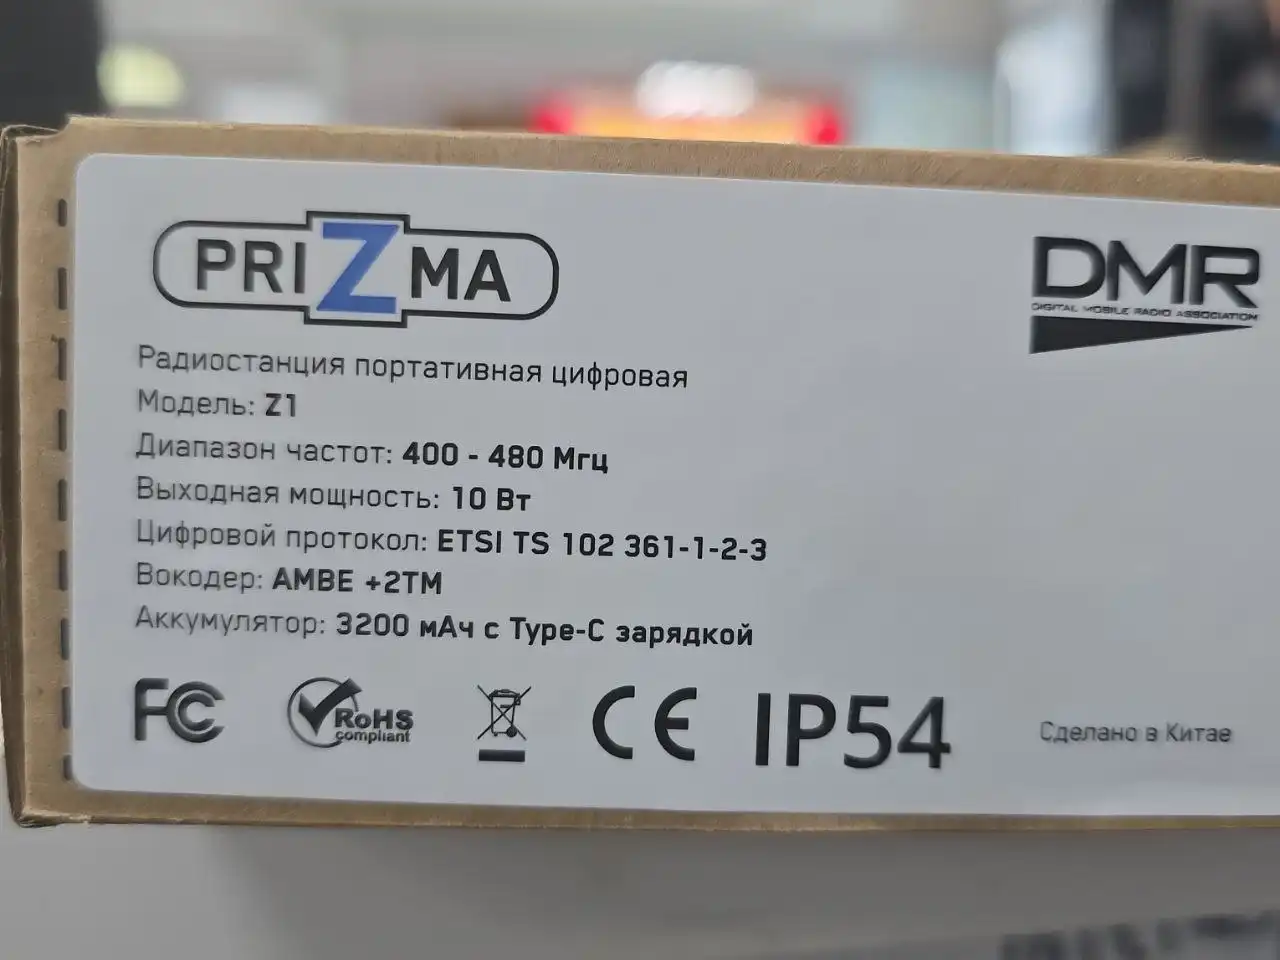 PRIZMA
DMR
DIGITAL MOBILE RADIO ASSOCIATION
Радиостанция портативная цифровая
Модель: Z1
Диапазон частот: 400 - 480 Мгц
Выходная мощность: 10 Вт
Цифровой протокол: ETSI TS 102 361-1-2-3
Вокодер: AMBE +2TM
Аккумулятор: 3200 мАч с Type-C зарядкой
FC
RoHS
compliant
CE
IP54
Сделано в Китае